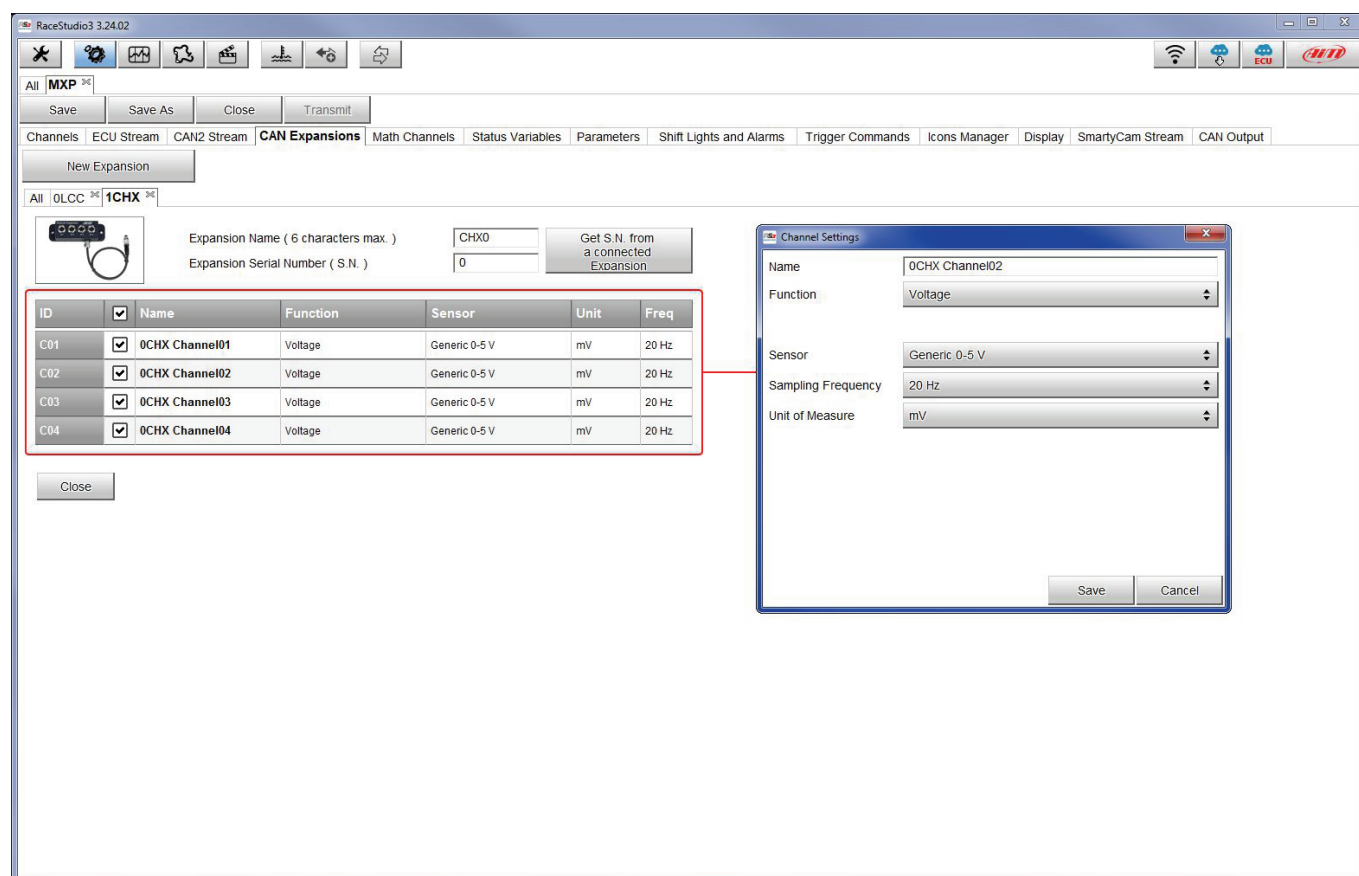 RaceStudio3 3.24.02
ECU
AiM
All MXP
Save Save As Close Transmit
Channels ECU Stream CAN2 Stream CAN Expansions Math Channels Status Variables Parameters Shift Lights and Alarms Trigger Commands Icons Manager Display SmartyCam Stream CAN Output
New Expansion
All 0LCC 1CHX
Expansion Name ( 6 characters max. ) CHX0
Expansion Serial Number ( S.N. ) 0
Get S.N. from
a connected
Expansion
ID Name Function Sensor Unit Freq
C01 0CHX Channel01 Voltage Generic 0-5 V mV 20 Hz
C02 0CHX Channel02 Voltage Generic 0-5 V mV 20 Hz
C03 0CHX Channel03 Voltage Generic 0-5 V mV 20 Hz
C04 0CHX Channel04 Voltage Generic 0-5 V mV 20 Hz
Close
Channel Settings
Name 0CHX Channel02
Function Voltage
Sensor Generic 0-5 V
Sampling Frequency 20 Hz
Unit of Measure mV
Save Cancel